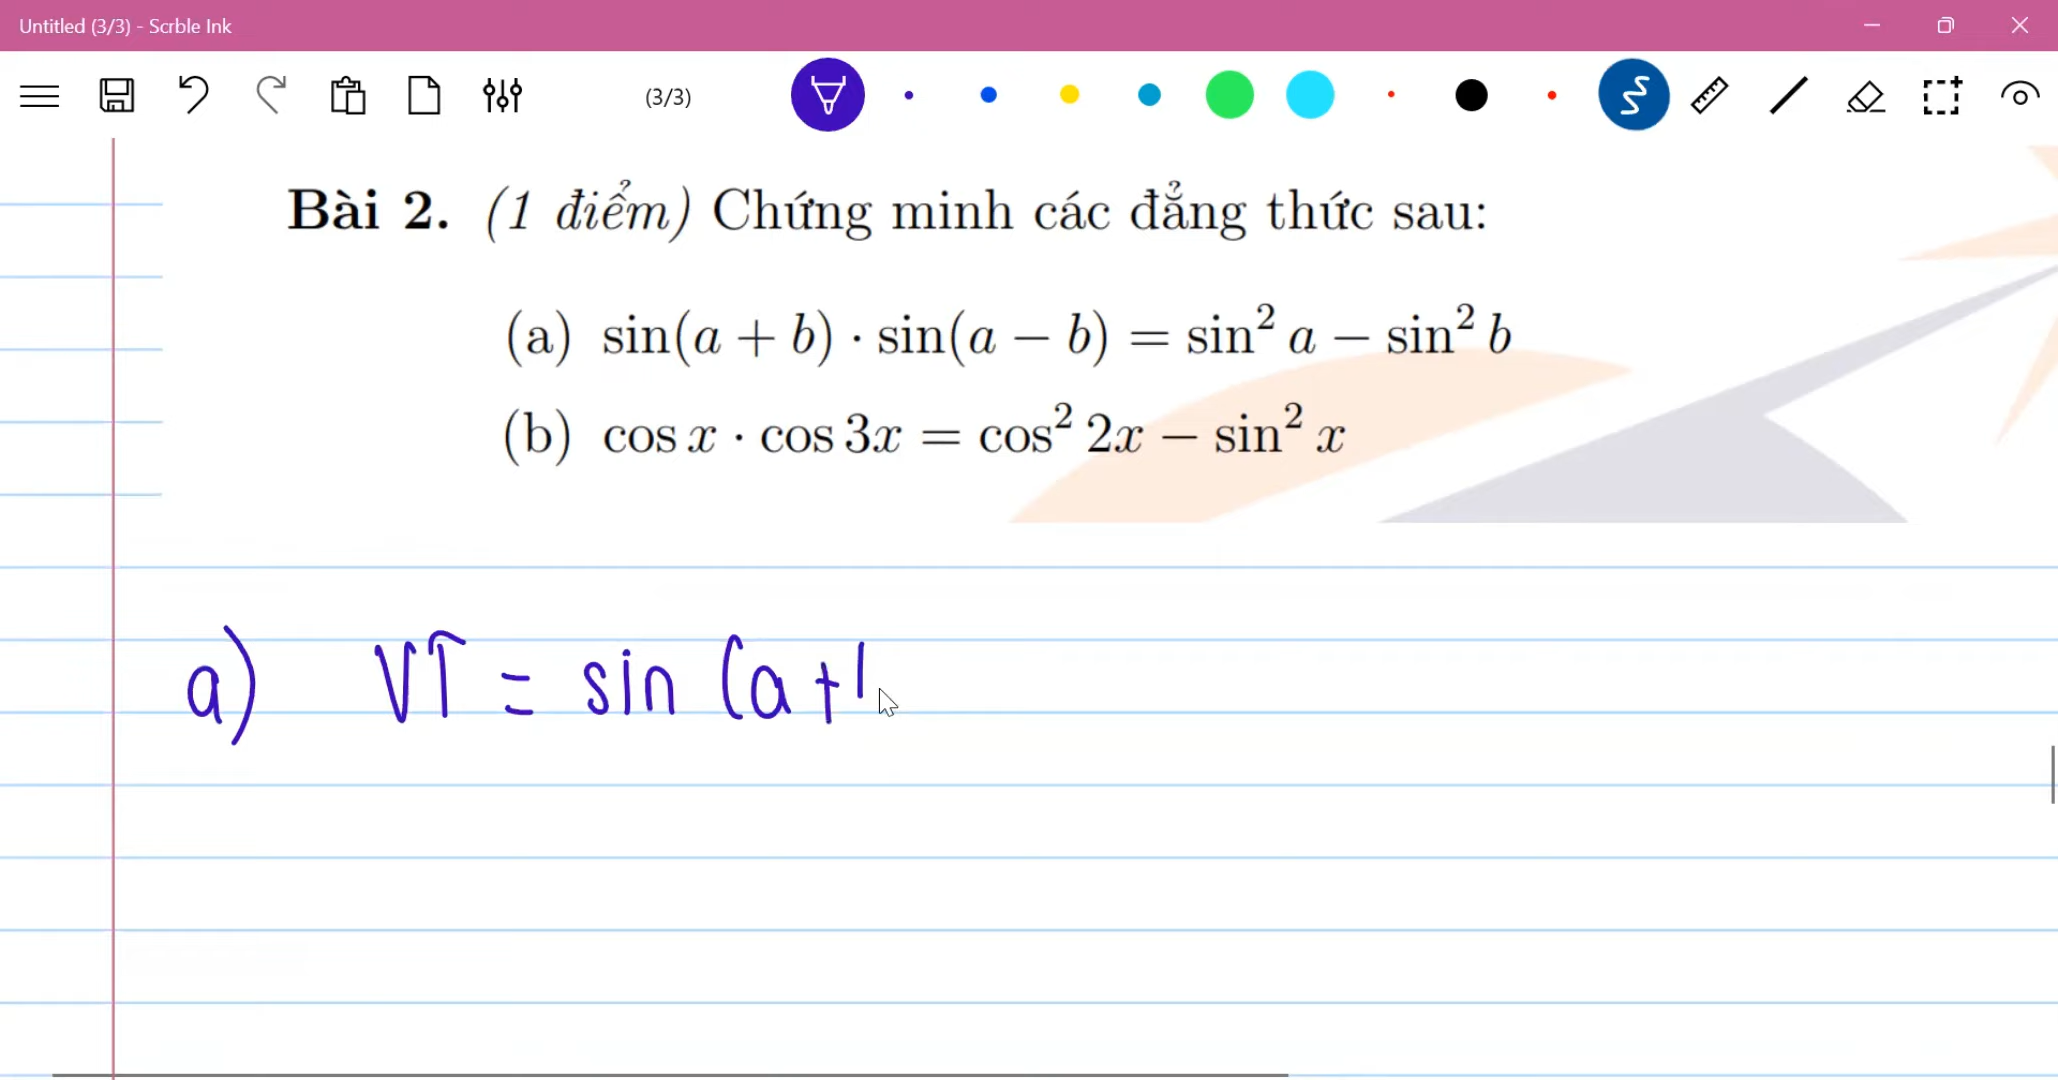 Untitled (3/3) - Scrble Ink
(3/3)
Bài 2. (1 điểm) Chứng minh các đẳng thức sau:
(a) sin(a + b) · sin(a − b) = sin² a − sin² b
(b) cos x · cos 3x = cos² 2x − sin² x
a) VT = sin (a+l